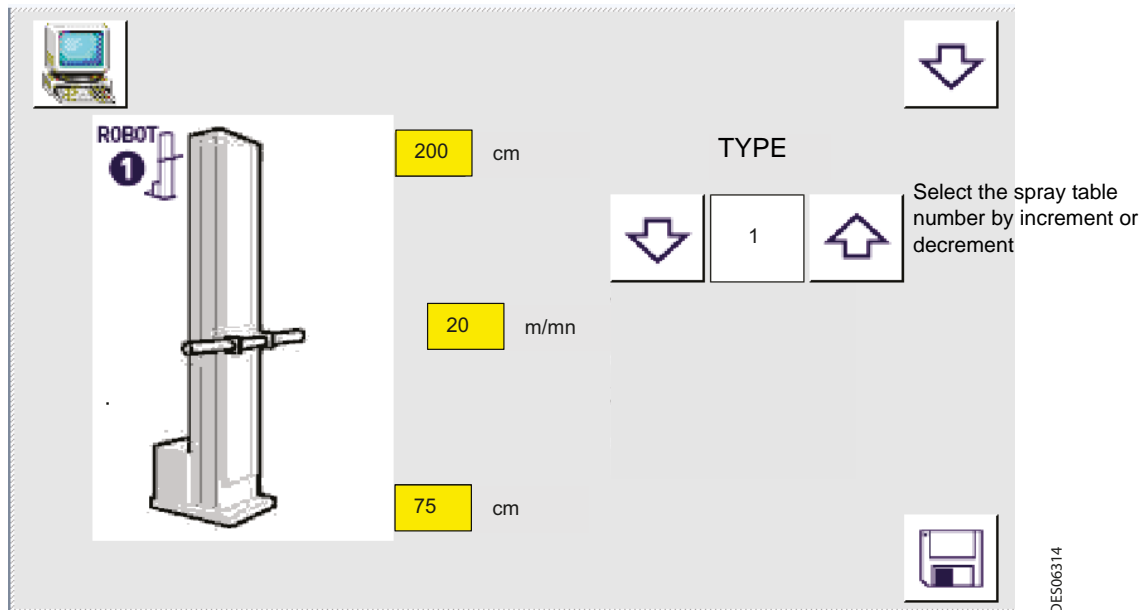 ROBOT
1
200 cm
TYPE
Select the spray table
number by increment or
decrement
1
20 m/mn
75 cm
DES06314